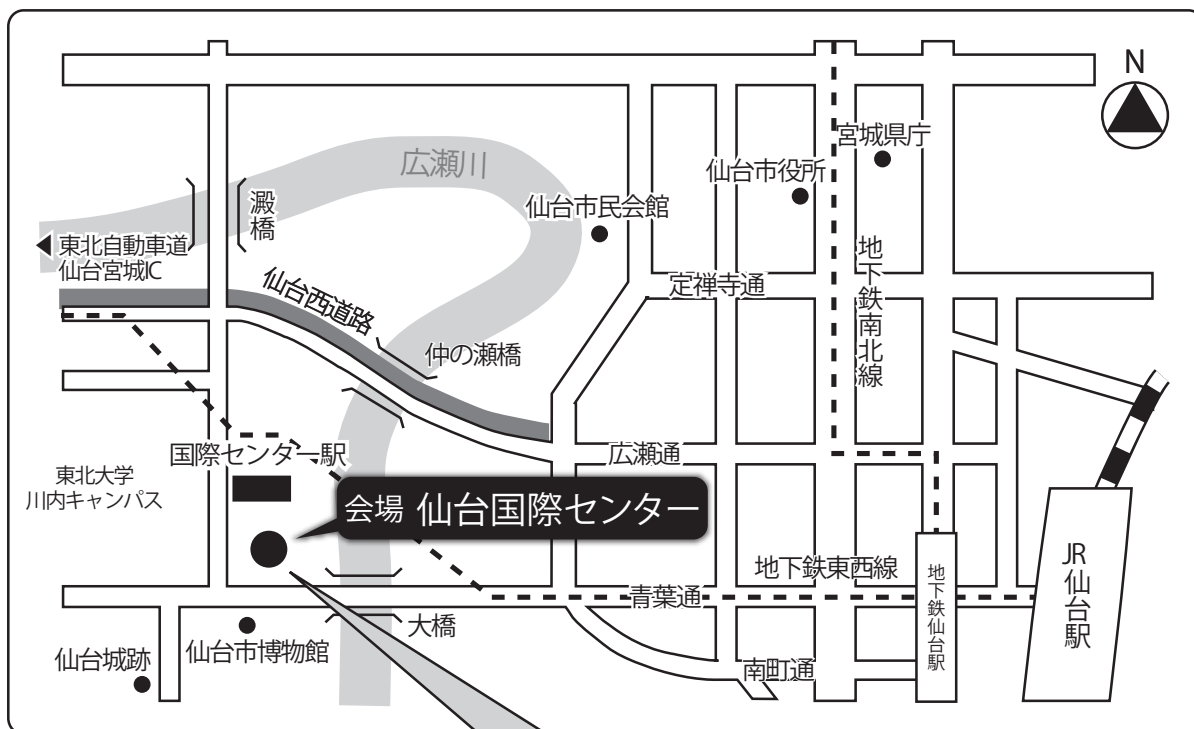 N
宮城県庁
仙台市役所
広瀬川
仙台市民会館
澱橋
東北自動車道
仙台宮城IC
定禅寺通
地下鉄南北線
仙台西道路
仲の瀬橋
国際センター駅
広瀬通
東北大学
川内キャンパス
会場 仙台国際センター
JR仙台駅
地下鉄東西線
地下鉄仙台駅
青葉通
大橋
仙台市博物館
仙台城跡
南町通